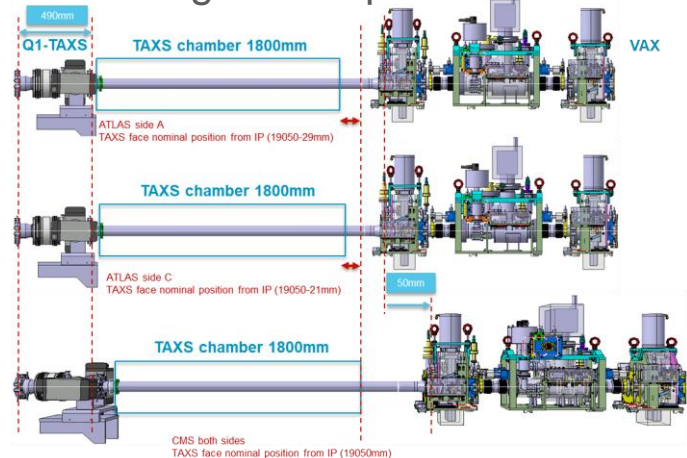 490mm
Q1-TAXS
TAXS chamber 1800mm
VAX
ATLAS side A
TAXS face nominal position from IP (19050-29mm)
TAXS chamber 1800mm
ATLAS side C
TAXS face nominal position from IP (19050-21mm)
50mm
TAXS chamber 1800mm
CMS both sides
TAXS face nominal position from IP (19050mm)